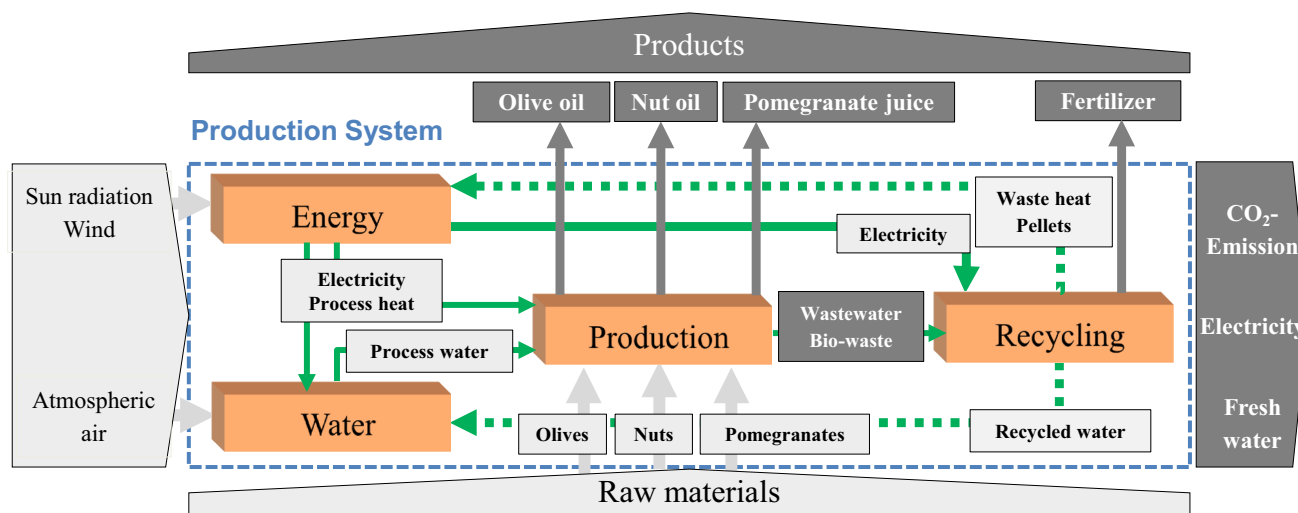 Products
Olive oil
Nut oil
Pomegranate juice
Fertilizer
Production System
Sun radiation
Wind
Energy
Waste heat
Pellets
Electricity
CO₂-
Emission
Electricity
Process heat
Production
Wastewater
Bio-waste
Recycling
Electricity
Process water
Atmospheric
air
Water
Olives
Nuts
Pomegranates
Recycled water
Fresh
water
Raw materials